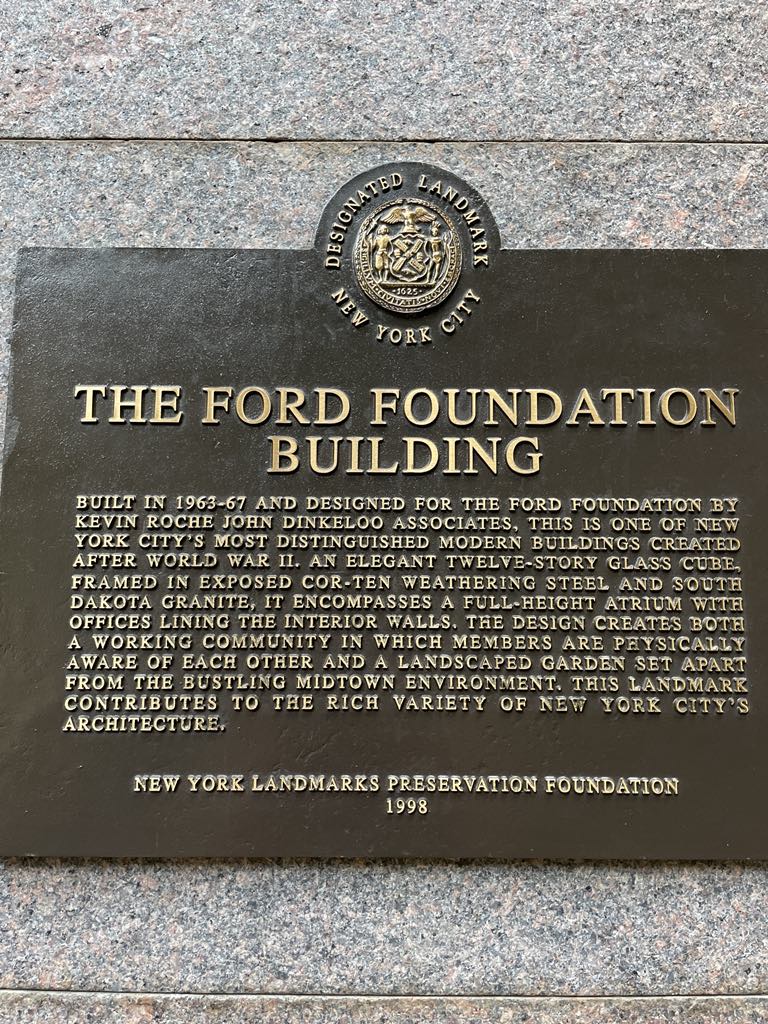 DESIGNATED LANDMARK
NEW YORK CITY
1625
THE FORD FOUNDATION
BUILDING
BUILT IN 1963-67 AND DESIGNED FOR THE FORD FOUNDATION BY
KEVIN ROCHE JOHN DINKELOO ASSOCIATES, THIS IS ONE OF NEW
YORK CITY'S MOST DISTINGUISHED MODERN BUILDINGS CREATED
AFTER WORLD WAR II. AN ELEGANT TWELVE-STORY GLASS CUBE,
FRAMED IN EXPOSED COR-TEN WEATHERING STEEL AND SOUTH
DAKOTA GRANITE, IT ENCOMPASSES A FULL-HEIGHT ATRIUM WITH
OFFICES LINING THE INTERIOR WALLS. THE DESIGN CREATES BOTH
A WORKING COMMUNITY IN WHICH MEMBERS ARE PHYSICALLY
AWARE OF EACH OTHER AND A LANDSCAPED GARDEN SET APART
FROM THE BUSTLING MIDTOWN ENVIRONMENT. THIS LANDMARK
CONTRIBUTES TO THE RICH VARIETY OF NEW YORK CITY'S
ARCHITECTURE.
NEW YORK LANDMARKS PRESERVATION FOUNDATION
1998